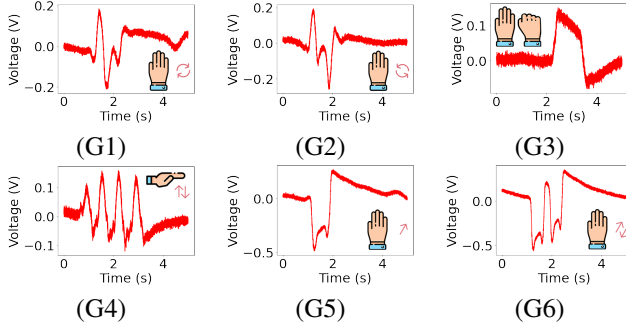 Voltage (V)
0.2
0.0
−0.2
0
2
4
Time (s)
(G1)
Voltage (V)
0.2
0.0
−0.2
0
2
4
Time (s)
(G2)
Voltage (V)
0.1
0.0
0
2
4
Time (s)
(G3)
Voltage (V)
0.1
0.0
−0.1
0
2
4
Time (s)
(G4)
Voltage (V)
0.0
−0.5
0
2
4
Time (s)
(G5)
Voltage (V)
0.0
−0.5
0
2
4
Time (s)
(G6)